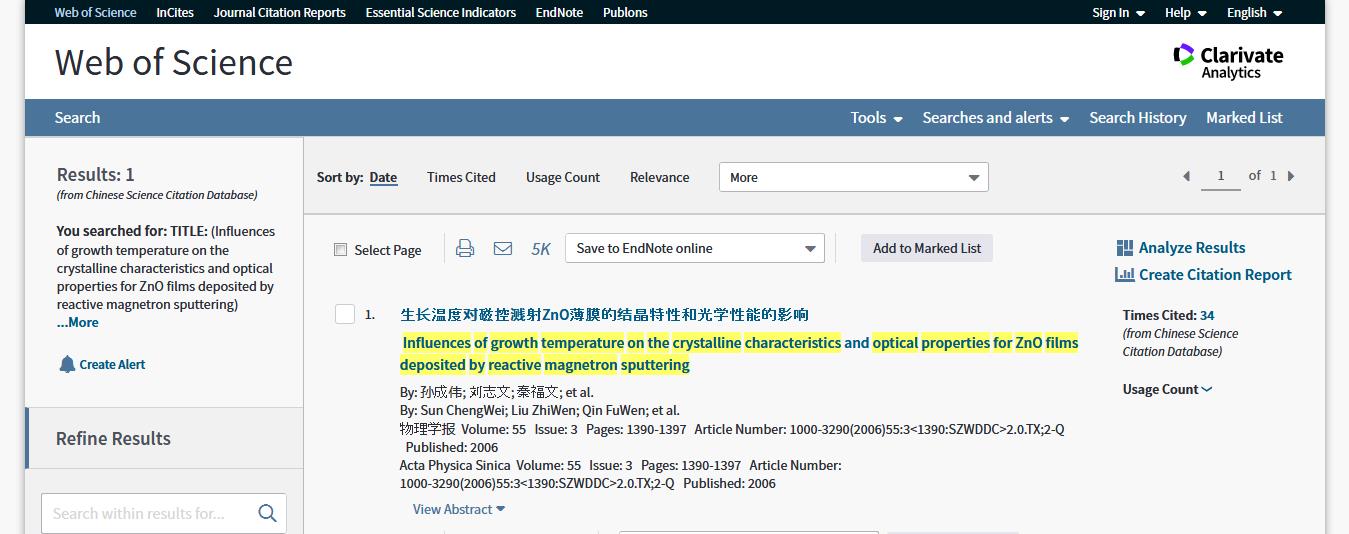 Web of Science InCites Journal Citation Reports Essential Science Indicators EndNote Publons Sign In Help English
Web of Science
Clarivate
Analytics
Search Tools Searches and alerts Search History Marked List
Results: 1
(from Chinese Science Citation Database)
You searched for: TITLE: (Influences
of growth temperature on the
crystalline characteristics and optical
properties for ZnO films deposited by
reactive magnetron sputtering)
...More
Create Alert
Refine Results
Search within results for...
Sort by: Date Times Cited Usage Count Relevance More 1 of 1
Select Page 5K Save to EndNote online Add to Marked List
Analyze Results
Create Citation Report
1. 生长温度对磁控溅射ZnO薄膜的结晶特性和光学性能的影响
Influences of growth temperature on the crystalline characteristics and optical properties for ZnO films
deposited by reactive magnetron sputtering
By: 孙成伟; 刘志文; 秦福文; et al.
By: Sun ChengWei; Liu ZhiWen; Qin FuWen; et al.
物理学报 Volume: 55 Issue: 3 Pages: 1390-1397 Article Number: 1000-3290(2006)55:3<1390:SZWDDC>2.0.TX;2-Q
Published: 2006
Acta Physica Sinica Volume: 55 Issue: 3 Pages: 1390-1397 Article Number:
1000-3290(2006)55:3<1390:SZWDDC>2.0.TX;2-Q Published: 2006
View Abstract
Times Cited: 34
(from Chinese Science
Citation Database)
Usage Count